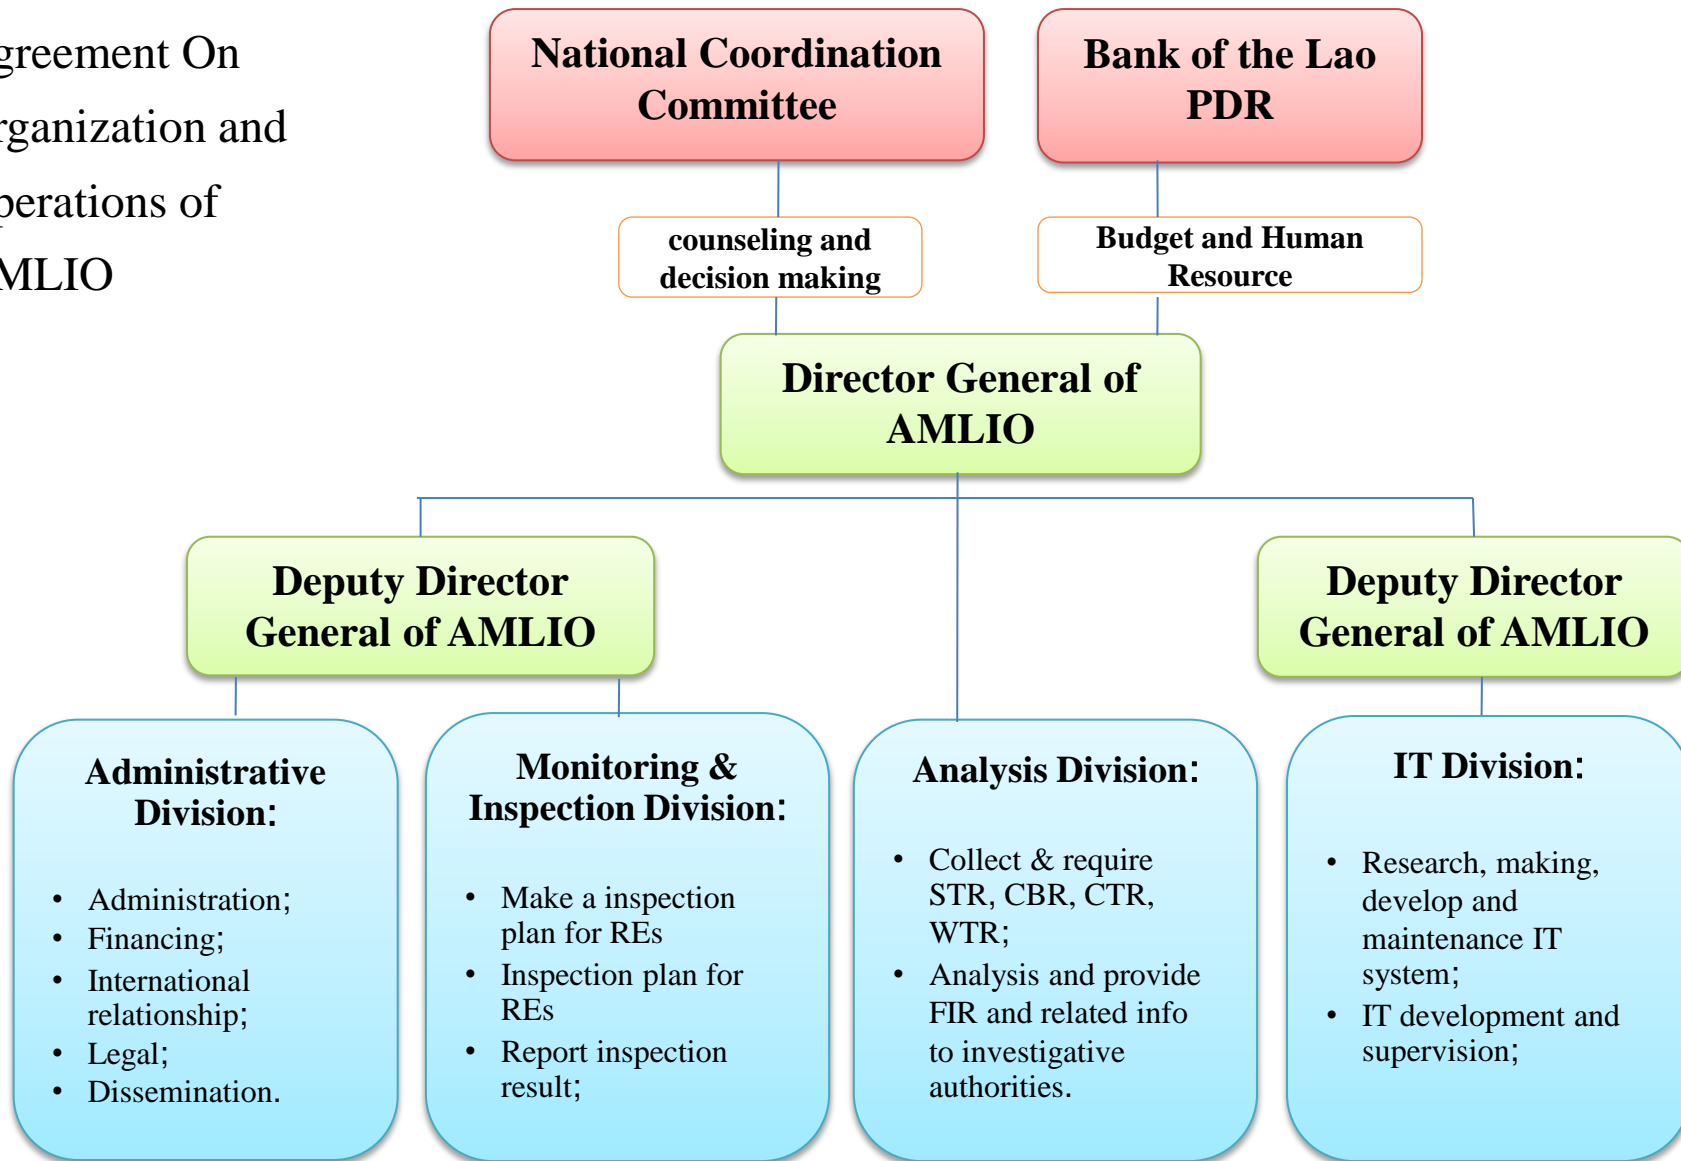 greement On
rganization and
perations of
MLIO
National Coordination
Committee
Bank of the Lao
PDR
counseling and
decision making
Budget and Human
Resource
Director General of
AMLIO
Deputy Director
General of AMLIO
Deputy Director
General of AMLIO
Administrative
Division:
• Administration;
• Financing;
• International
relationship;
• Legal;
• Dissemination.
Monitoring &
Inspection Division:
• Make a inspection
plan for REs
• Inspection plan for
REs
• Report inspection
result;
Analysis Division:
• Collect & require
STR, CBR, CTR,
WTR;
• Analysis and provide
FIR and related info
to investigative
authorities.
IT Division:
• Research, making,
develop and
maintenance IT
system;
• IT development and
supervision;